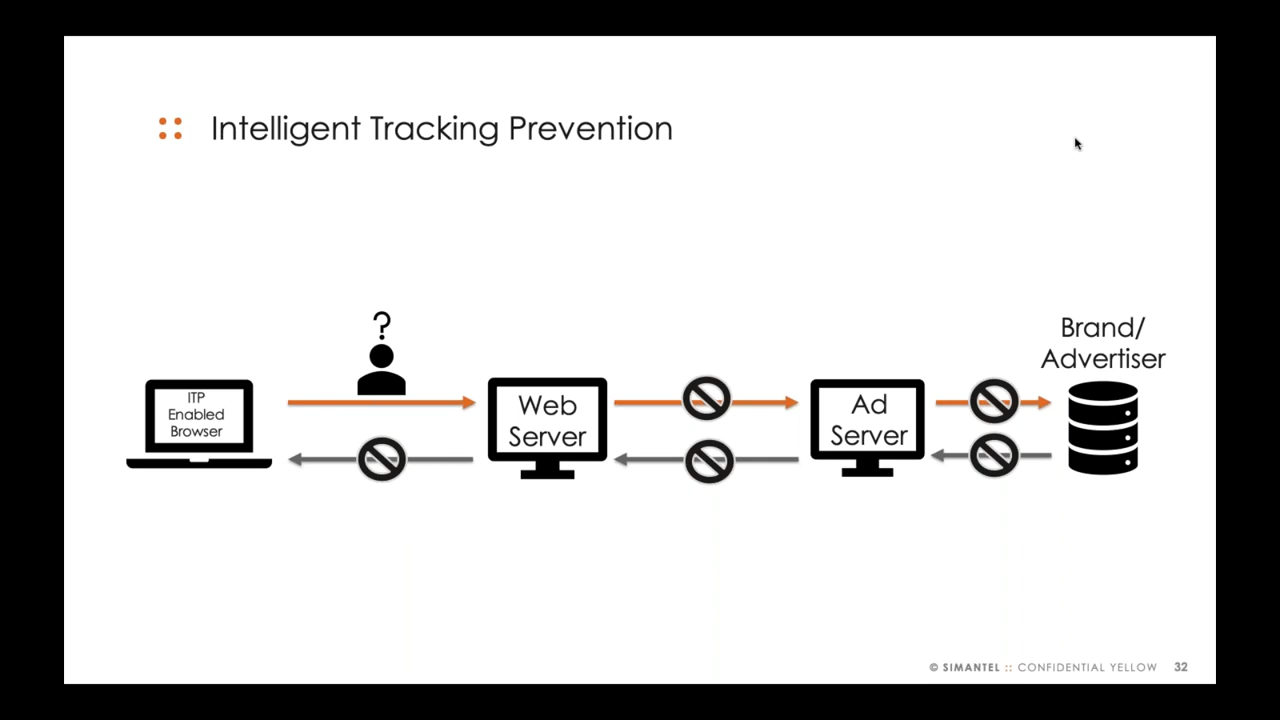 Intelligent Tracking Prevention
?
Brand/
Advertiser
ITP
Enabled
Browser
Web
Server
Ad
Server
© SIMANTEL :: CONFIDENTIAL YELLOW 32